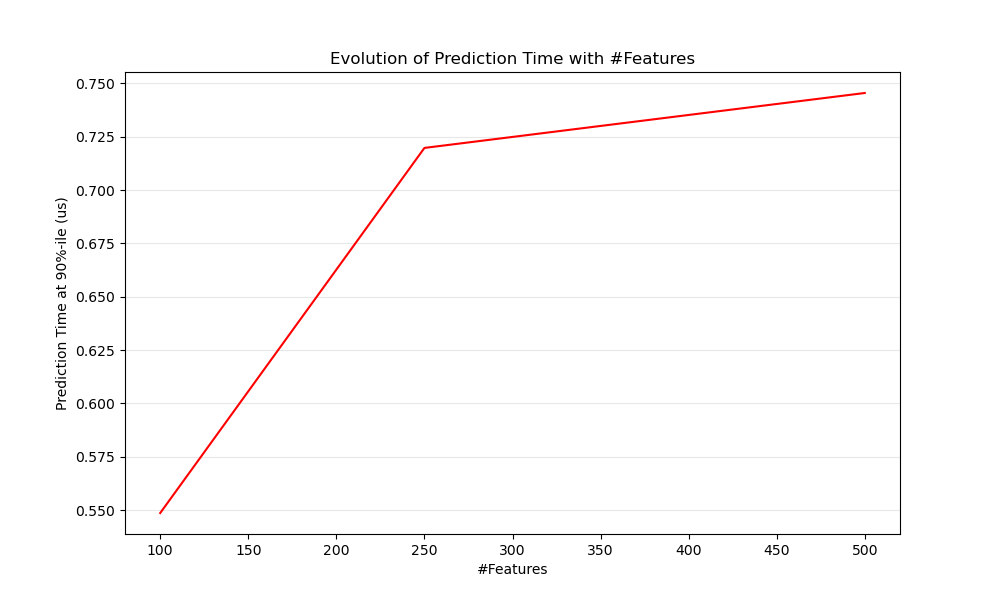 Evolution of Prediction Time with #Features
Prediction Time at 90%-ile (us)
0.750
0.725
0.700
0.675
0.650
0.625
0.600
0.575
0.550
100 150 200 250 300 350 400 450 500
#Features